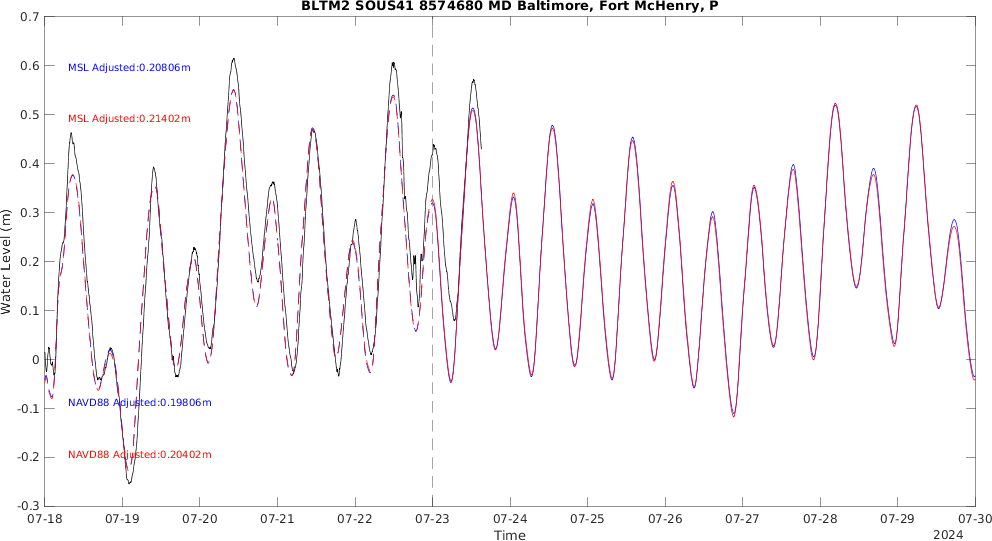 BLTM2 SOUS41 8574680 MD Baltimore, Fort McHenry, P
0.7
0.6
0.5
0.4
0.3
0.2
0.1
0
-0.1
-0.2
-0.3
Water Level (m)
MSL Adjusted:0.20806m
MSL Adjusted:0.21402m
NAVD88 Adjusted:0.19806m
NAVD88 Adjusted:0.20402m
07-18 07-19 07-20 07-21 07-22 07-23 07-24 07-25 07-26 07-27 07-28 07-29 07-30
Time
2024